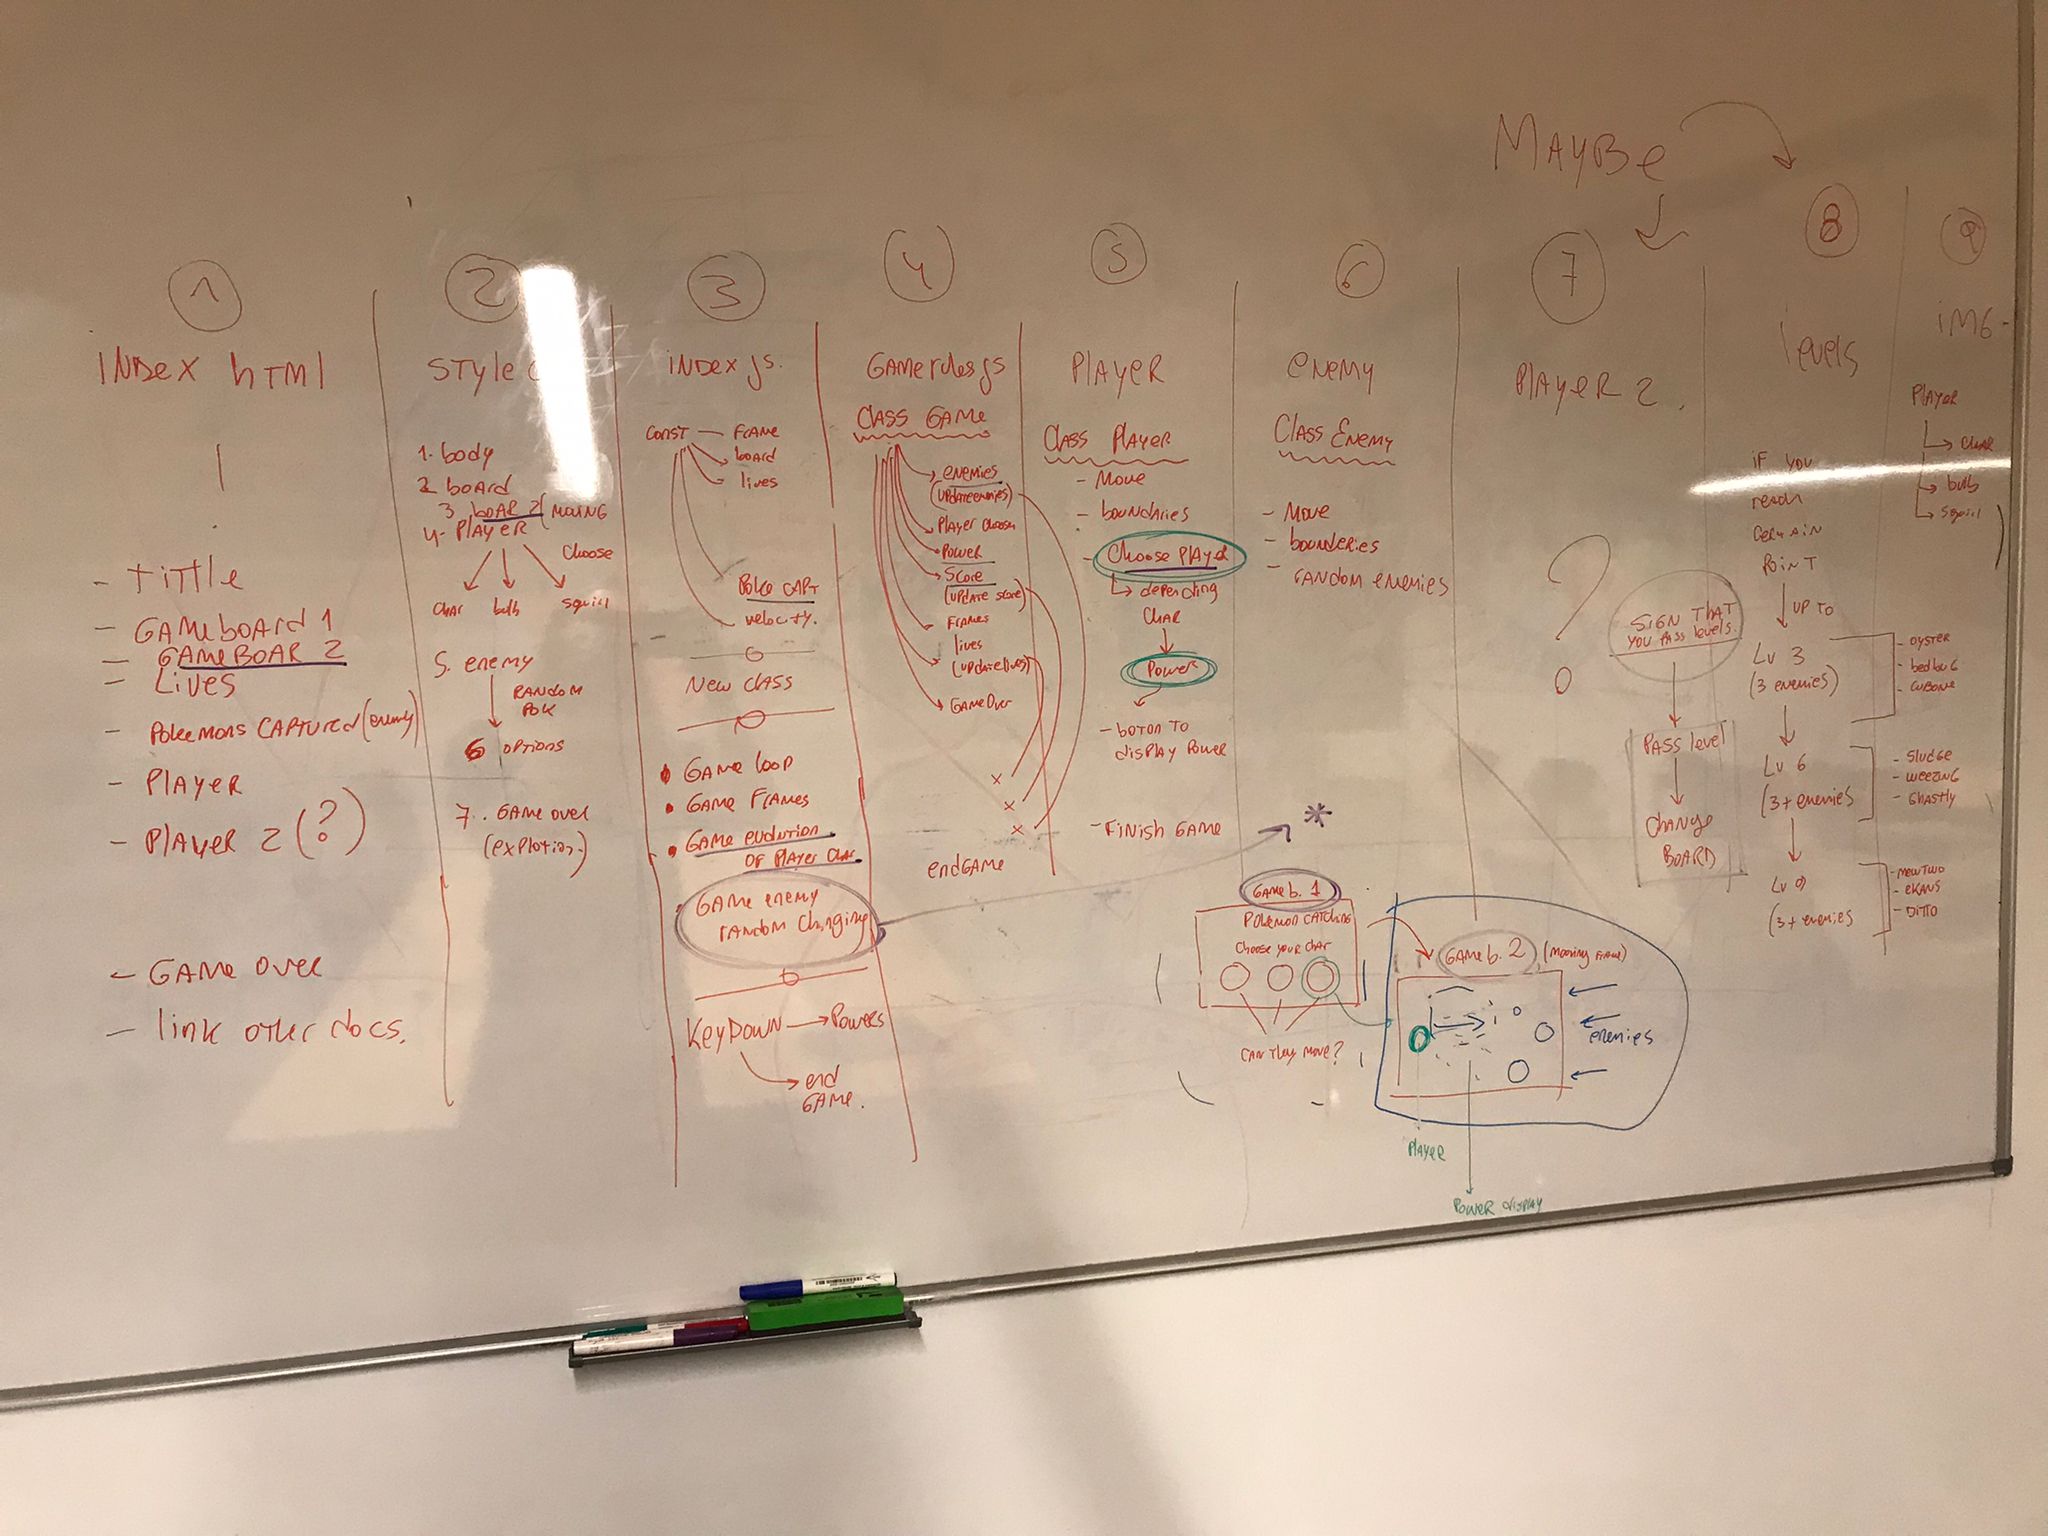 MAYBE
1
INDEX html
- TITTLE
- GAMEBOARD 1
- GAMEBOAR 2
- Lives
- POKEMONS CAPTURED (enemy)
- PLAYER
- PLAYER 2 (?)
- GAME OVER
- link other docs.
2
STYLE
1. body
2 board
3 boAR 2 (MOVING
4- PLAYER
Choose
CHAR bulb squirl
5. enemy
RANDOM
POK
6 OPTIONS
7. . GAME over
(explotion.)
3
INDEX js.
CONST — FRAME
board
lives
POKE CAPT
velocity.
New class
• GAME loop
• GAME FRAMES
• GAME evolution
OF PLAYER CHAR
GAME enemy
random changing
*
KEYDOWN → POWERS
end
GAME.
4
GAMErules js
CLASS GAME
enemies
(UPDATE enemies)
PLAYER Choosen
POWER
SCORE
(UPDATE SCORE)
FRAMES
lives
(UPDATE lives)
GAMEOver
x
x
x
endGAME
5
PLAYER
Class PLAYER
- Move
- boundries
- Choose PLAYER
depending
CHAR
POWER
- boton TO
display POWER
- FINISH GAME
6
enemy
Class Enemy
- Move
- bounderies
- random enemies
GAME b. 1
POKEMON CATCHING
Choose your CHAR
CAN they move?
GAME b. 2 (mooving FRAME)
enemies
PLAYER
POWER display
7
PLAYER 2.
?
SIGN THAT
YOU PASS levels.
PASS level
Change
BOARD
8
levels
IF you
reach
certain
POINT
UP TO
Lv 3
(3 enemies)
- OYSTER
- bedbug
- CUBONE
Lv 6
(3+ enemies
- SLUDGE
- WEEZING
- Ghastly
Lv 9
(3+ enemies
- MEWTWO
- EKANS
- DITTO
9
IMG -
PLAYER
CHAR
bulb